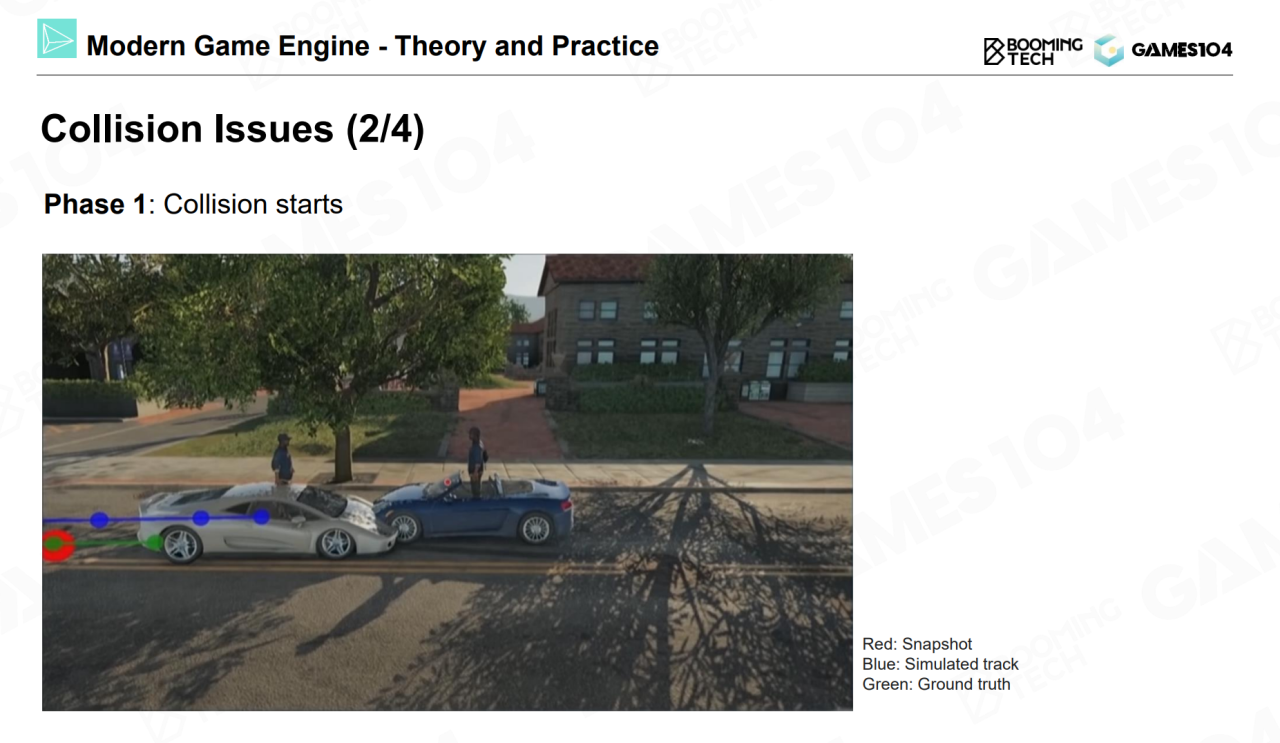 Modern Game Engine - Theory and Practice
BOOMING
TECH
GAMES104
Collision Issues (2/4)
Phase 1: Collision starts
Red: Snapshot
Blue: Simulated track
Green: Ground truth